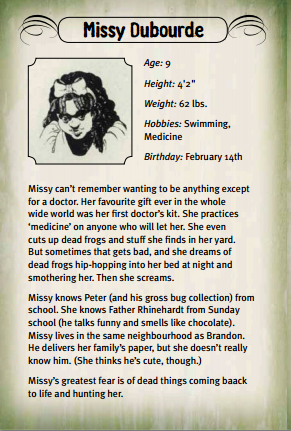 Missy Dubourde
Age: 9
Height: 4'2"
Weight: 62 lbs.
Hobbies: Swimming,
Medicine
Birthday: February 14th
Missy can't remember wanting to be anything except
for a doctor. Her favourite gift ever in the whole
wide world was her first doctor's kit. She practices
'medicine' on anyone who will let her. She even
cuts up dead frogs and stuff she finds in her yard.
But sometimes that gets bad, and she dreams of
dead frogs hip-hopping into her bed at night and
smothering her. Then she screams.
Missy knows Peter (and his gross bug collection) from
school. She knows Father Rhinehardt from Sunday
school (he talks funny and smells like chocolate).
Missy lives in the same neighbourhood as Brandon.
He delivers her family's paper, but she doesn't really
know him. (She thinks he's cute, though.)
Missy's greatest fear is of dead things coming baack
to life and hunting her.